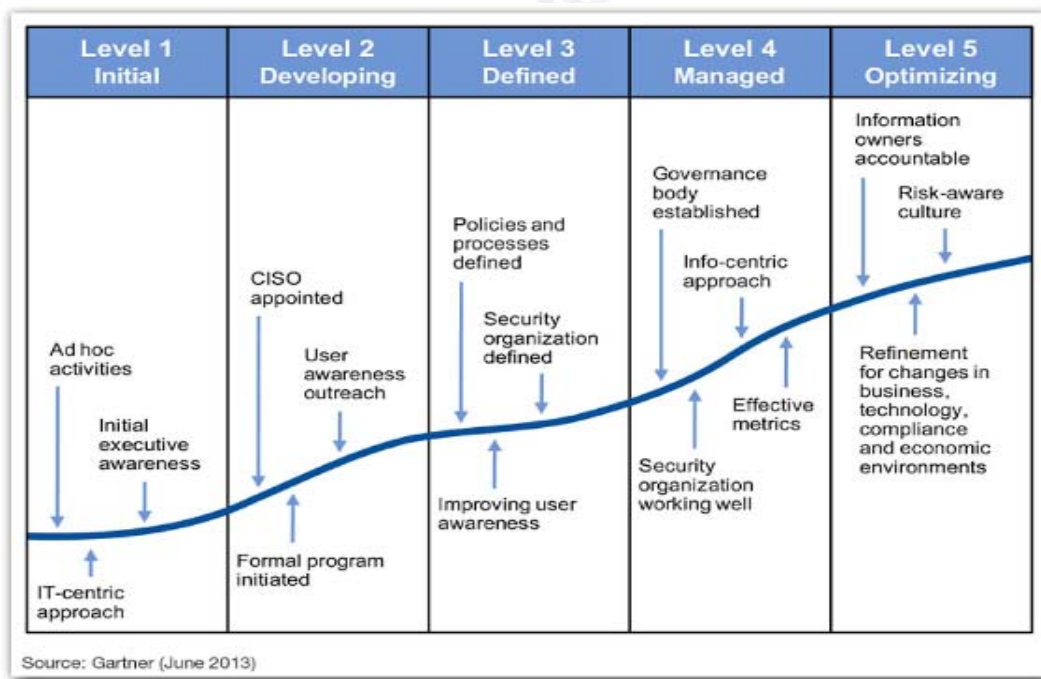 Level 1
Initial
Level 2
Developing
Level 3
Defined
Level 4
Managed
Level 5
Optimizing
Ad hoc
activities
Initial
executive
awareness
IT-centric
approach
CISO
appointed
User
awareness
outreach
Formal program
initiated
Policies and
processes
defined
Security
organization
defined
Improving user
awareness
Governance
body
established
Info-centric
approach
Effective
metrics
Security
organization
working well
Information
owners
accountable
Risk-aware
culture
Refinement
for changes in
business,
technology,
compliance
and economic
environments
Source: Gartner (June 2013)